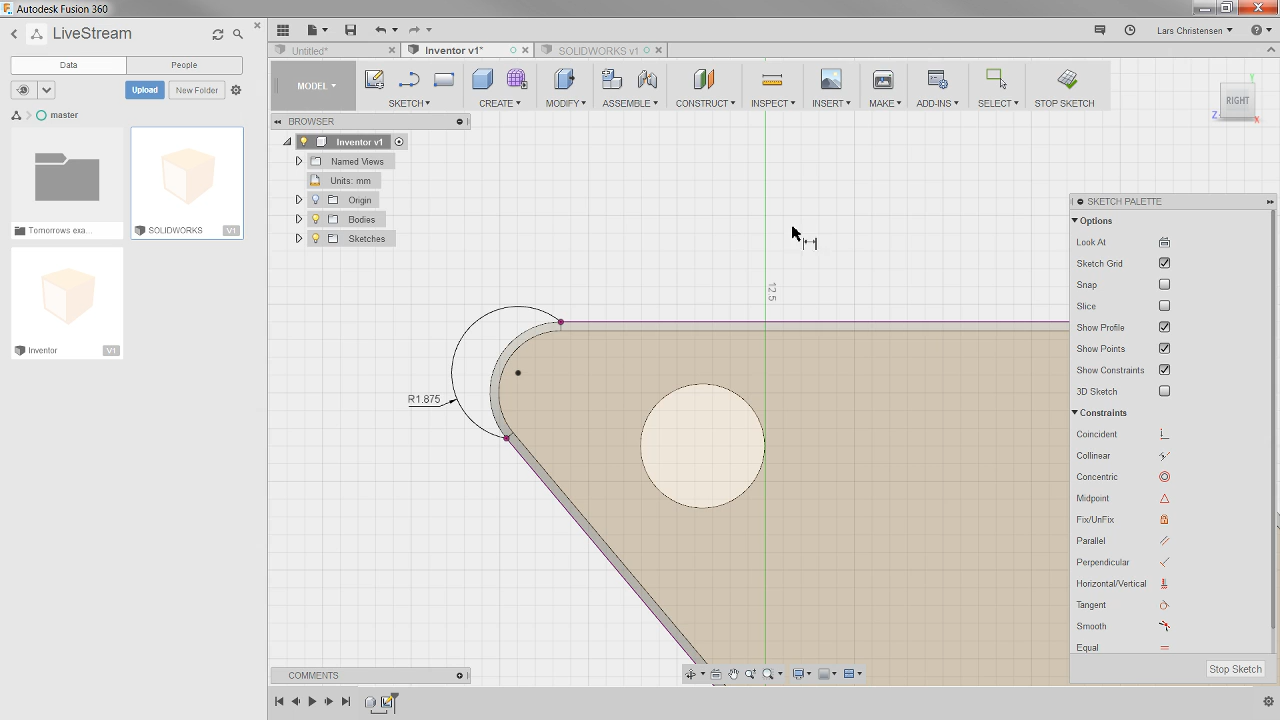 Autodesk Fusion 360
LiveStream
Data
People
Upload
New Folder
master
Tomorrows exa...
SOLIDWORKS
V1
Inventor
V1
Lars Christensen
Untitled*
Inventor v1*
SOLIDWORKS v1
MODEL
SKETCH
CREATE
MODIFY
ASSEMBLE
CONSTRUCT
INSPECT
INSERT
MAKE
ADD-INS
SELECT
STOP SKETCH
BROWSER
Inventor v1
Named Views
Units: mm
Origin
Bodies
Sketches
Y
RIGHT
Z
X
12.5
R1.875
SKETCH PALETTE
Options
Look At
Sketch Grid
Snap
Slice
Show Profile
Show Points
Show Constraints
3D Sketch
Constraints
Coincident
Collinear
Concentric
Midpoint
Fix/UnFix
Parallel
Perpendicular
Horizontal/Vertical
Tangent
Smooth
Equal
Stop Sketch
COMMENTS